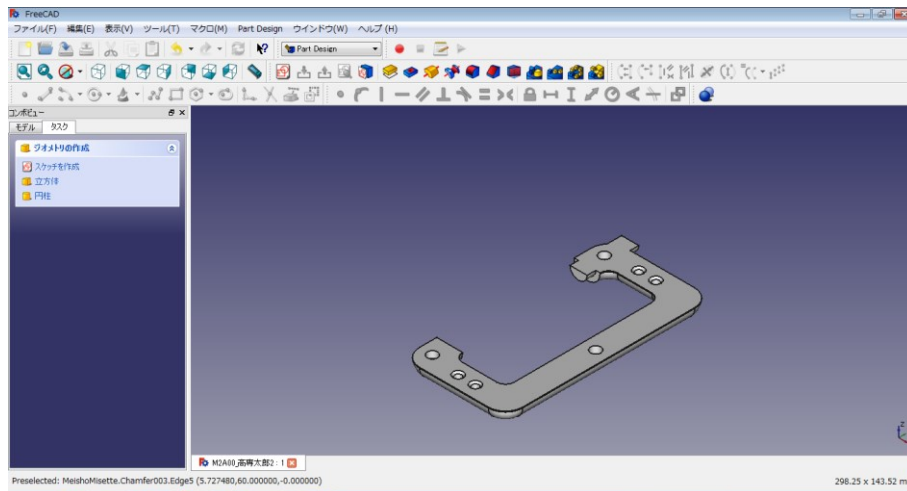 FreeCAD
ファイル(F) 編集(E) 表示(V) ツール(T) マクロ(M) Part Design ウインドウ(W) ヘルプ(H)
Part Design
コンボビュー
モデル タスク
ジオメトリの作成
スケッチを作成
立方体
円柱
Z
M2A00_高専太郎2 : 1
Preselected: MeishoMisette.Chamfer003.Edge5 (5.727480,60.000000,-0.000000) 298.25 x 143.52 m